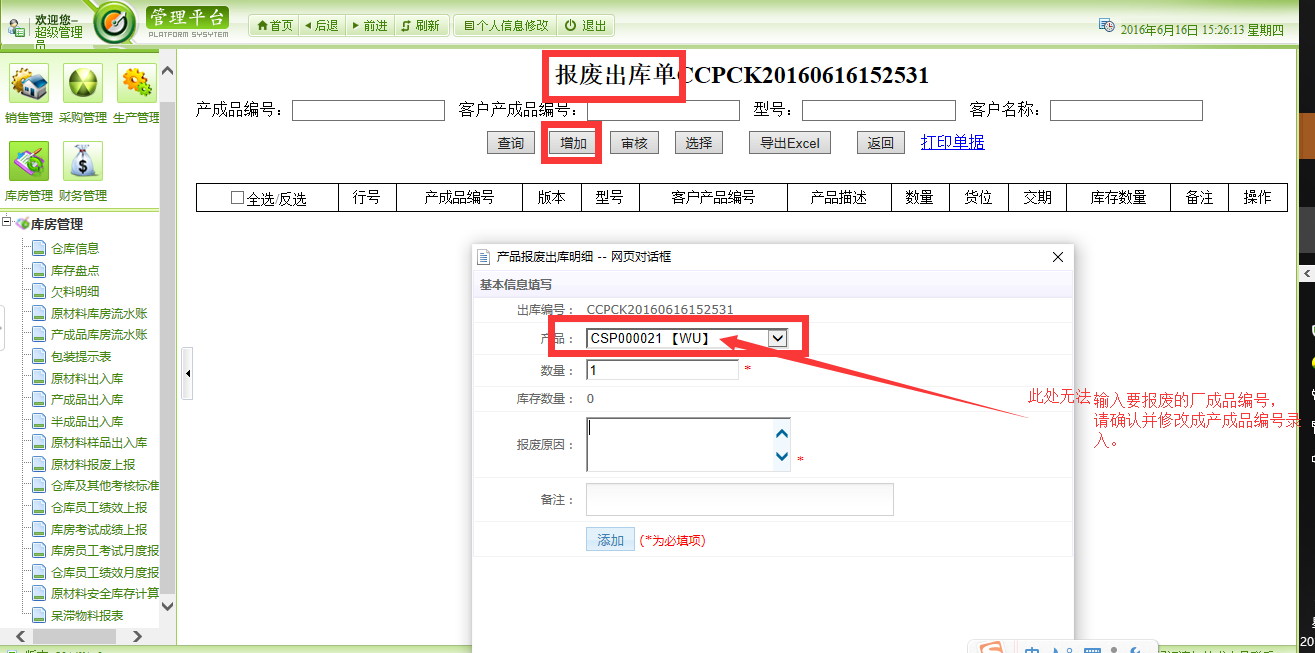 欢迎您–
超级管理
员
管理平台
PLATFORM SYSYTEM
首页 后退 前进 刷新 个人信息修改 退出
2016年6月16日 15:26:13 星期四
销售管理 采购管理 生产管理
库房管理 财务管理
库房管理
仓库信息
库存盘点
欠料明细
原材料库房流水账
产成品库房流水账
包装提示表
原材料出入库
产成品出入库
半成品出入库
原材料样品出入库
原材料报废上报
仓库及其他考核标准
仓库员工绩效上报
库房考试成绩上报
库房员工考试月度报
仓库员工绩效月度报
原材料安全库存计算
呆滞物料报表
报废出库单CCPCK20160616152531
产成品编号： 客户产成品编号： 型号： 客户名称：
查询 增加 审核 选择 导出Excel 返回 打印单据
全选/反选 行号 产成品编号 版本 型号 客户产品编号 产品描述 数量 货位 交期 库存数量 备注 操作
产品报废出库明细 -- 网页对话框
基本信息填写
出库编号： CCPCK20160616152531
产品： CSP000021 【WU】
数量： 1 *
库存数量： 0
报废原因： *
备注：
添加 (*为必填项)
此处无法输入要报废的厂成品编号，
请确认并修改成产成品编号录
入。
中
20